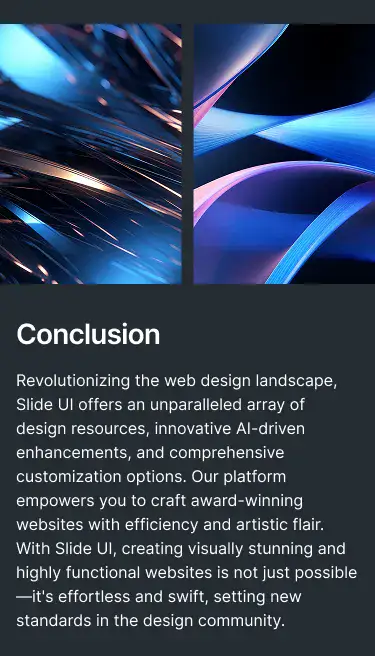 Conclusion
Revolutionizing the web design landscape,
Slide UI offers an unparalleled array of
design resources, innovative AI-driven
enhancements, and comprehensive
customization options. Our platform
empowers you to craft award-winning
websites with efficiency and artistic flair.
With Slide UI, creating visually stunning and
highly functional websites is not just possible
—it's effortless and swift, setting new
standards in the design community.